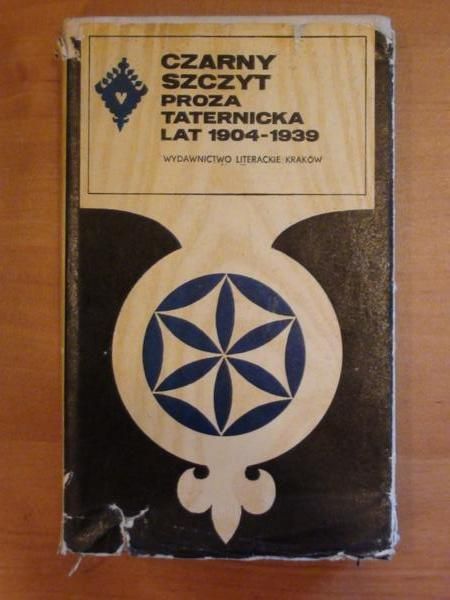 CZARNY
SZCZYT
PROZA
TATERNICKA
LAT 1904-1939
WYDAWNICTWO LITERACKIE KRAKÓW